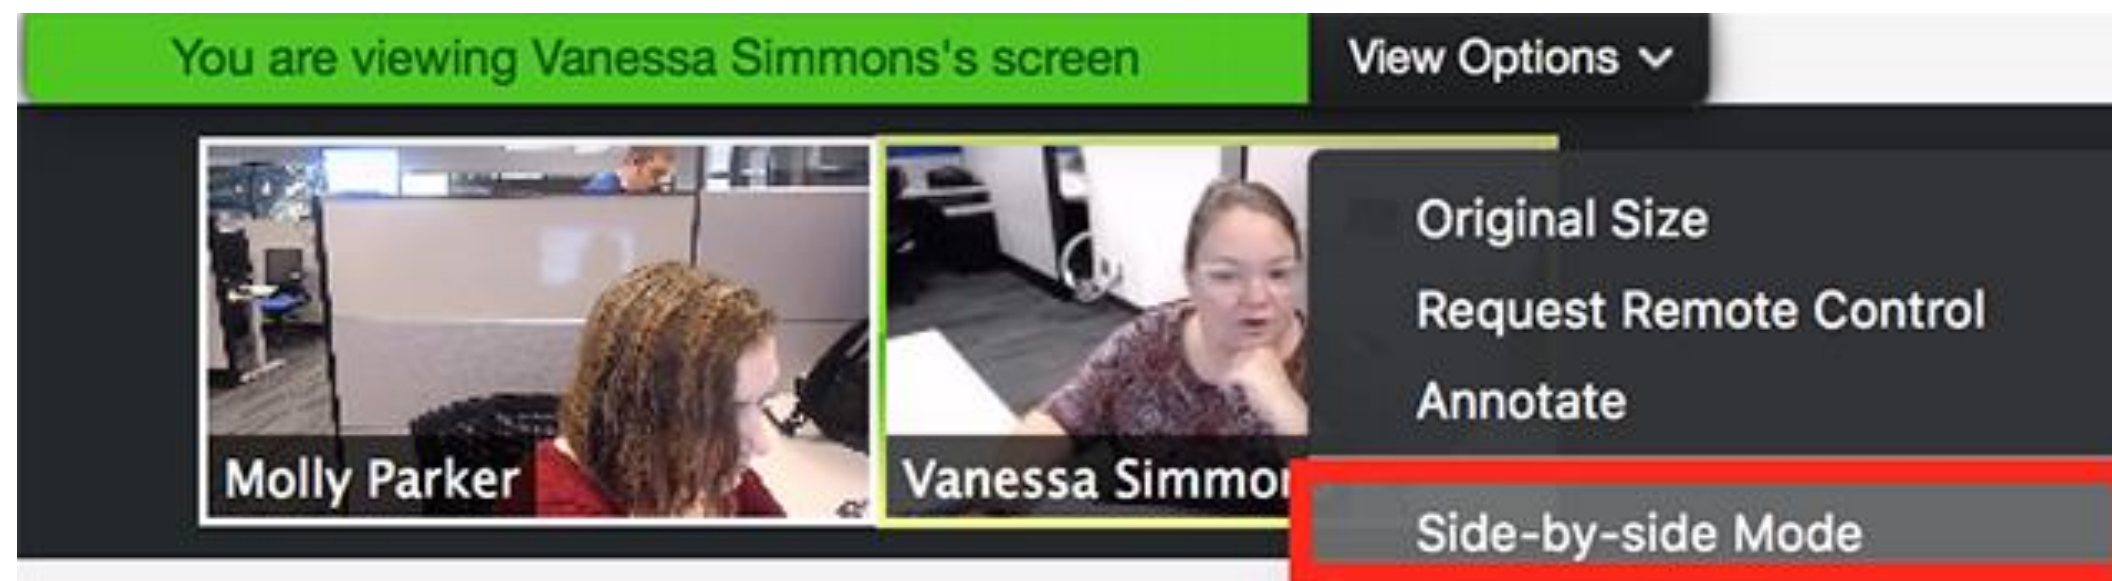 You are viewing Vanessa Simmons's screen
View Options
Original Size
Request Remote Control
Annotate
Side-by-side Mode
Molly Parker
Vanessa